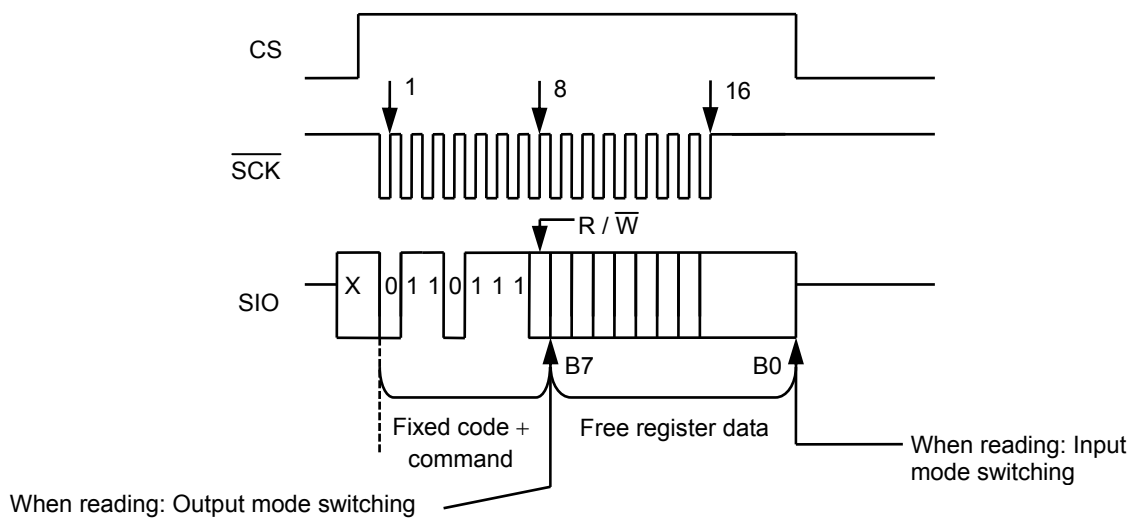 CS
1 8 16
SCK
R / W
SIO X 0 1 1 0 1 1 1
B7 B0
Fixed code +
command
Free register data
When reading: Input
mode switching
When reading: Output mode switching